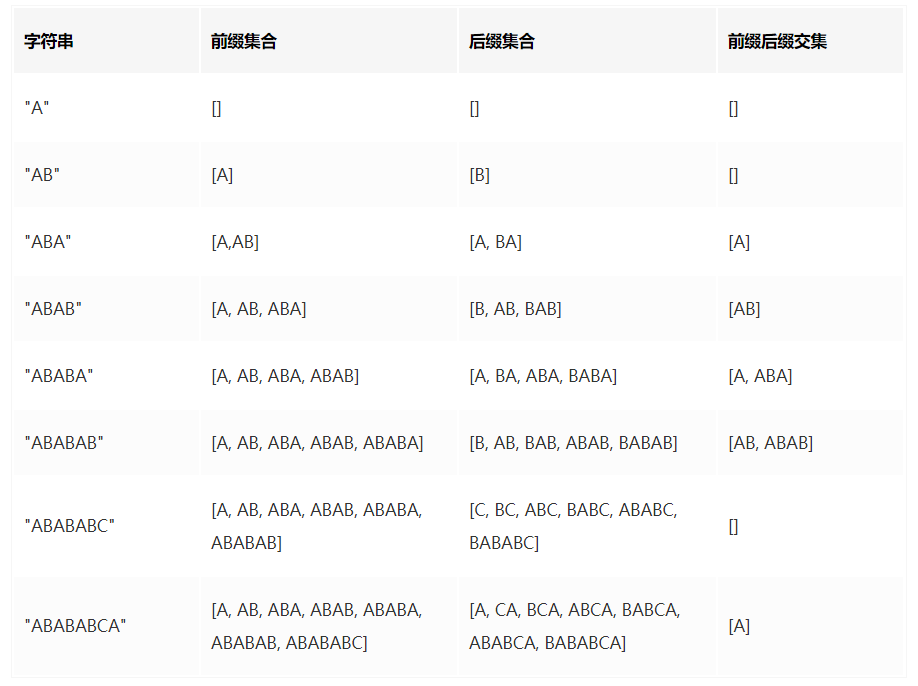 字符串 前缀集合 后缀集合 前缀后缀交集
"A" [] [] []
"AB" [A] [B] []
"ABA" [A,AB] [A, BA] [A]
"ABAB" [A, AB, ABA] [B, AB, BAB] [AB]
"ABABA" [A, AB, ABA, ABAB] [A, BA, ABA, BABA] [A, ABA]
"ABABAB" [A, AB, ABA, ABAB, ABABA] [B, AB, BAB, ABAB, BABAB] [AB, ABAB]
"ABABABC" [A, AB, ABA, ABAB, ABABA, ABABAB] [C, BC, ABC, BABC, ABABC, BABABC] []
"ABABABCA" [A, AB, ABA, ABAB, ABABA, ABABAB, ABABABC] [A, CA, BCA, ABCA, BABCA, ABABCA, BABABCA] [A]